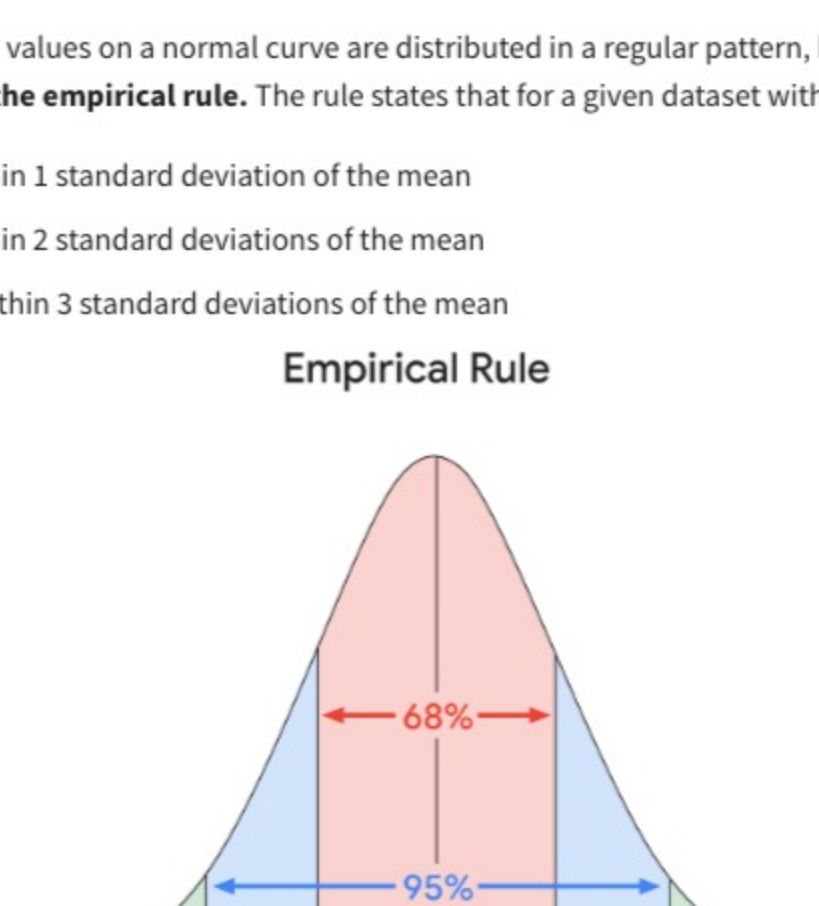 values on a normal curve are distributed in a regular pattern,
the empirical rule. The rule states that for a given dataset with
in 1 standard deviation of the mean
in 2 standard deviations of the mean
thin 3 standard deviations of the mean
Empirical Rule
68%
95%